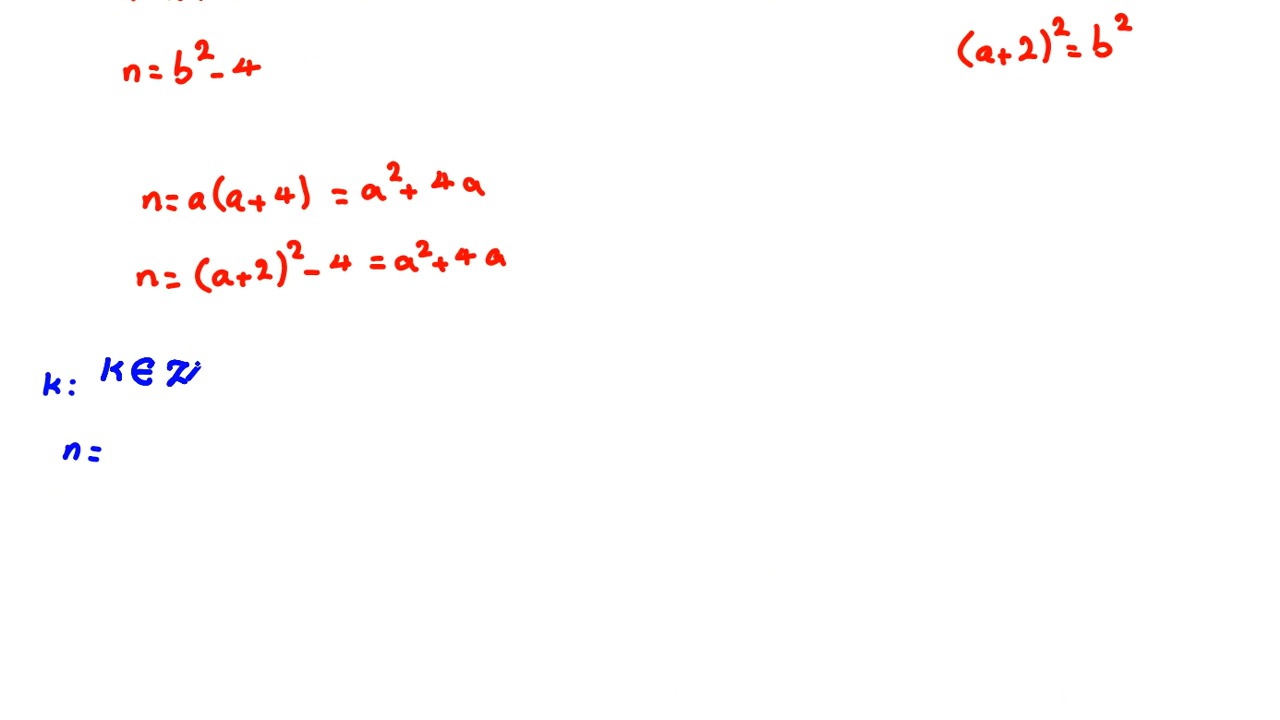 n = b² - 4
(a+2)² = b²
n = a(a+4) = a² + 4a
n = (a+2)² - 4 = a² + 4a
k: k ∈ ℤ
n =